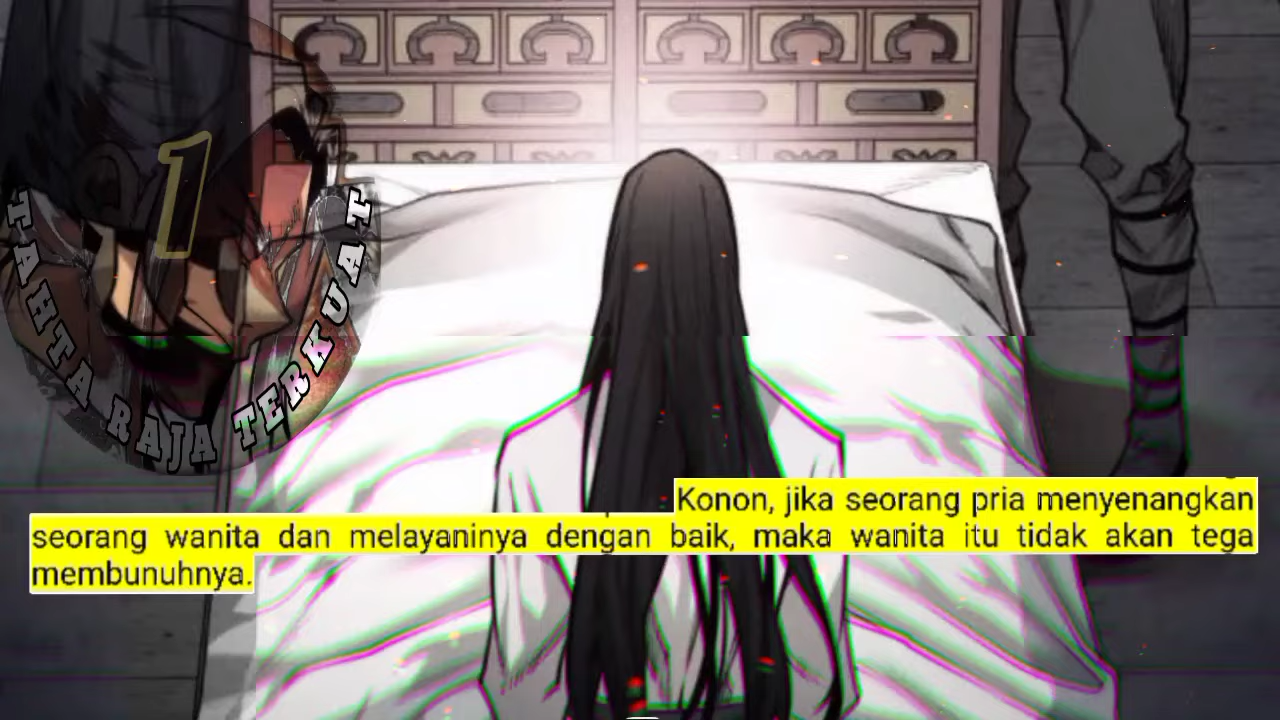 1
TAHTA RAJA TERKUAT
Konon, jika seorang pria menyenangkan
seorang wanita dan melayaninya dengan baik, maka wanita itu tidak akan tega
membunuhnya.